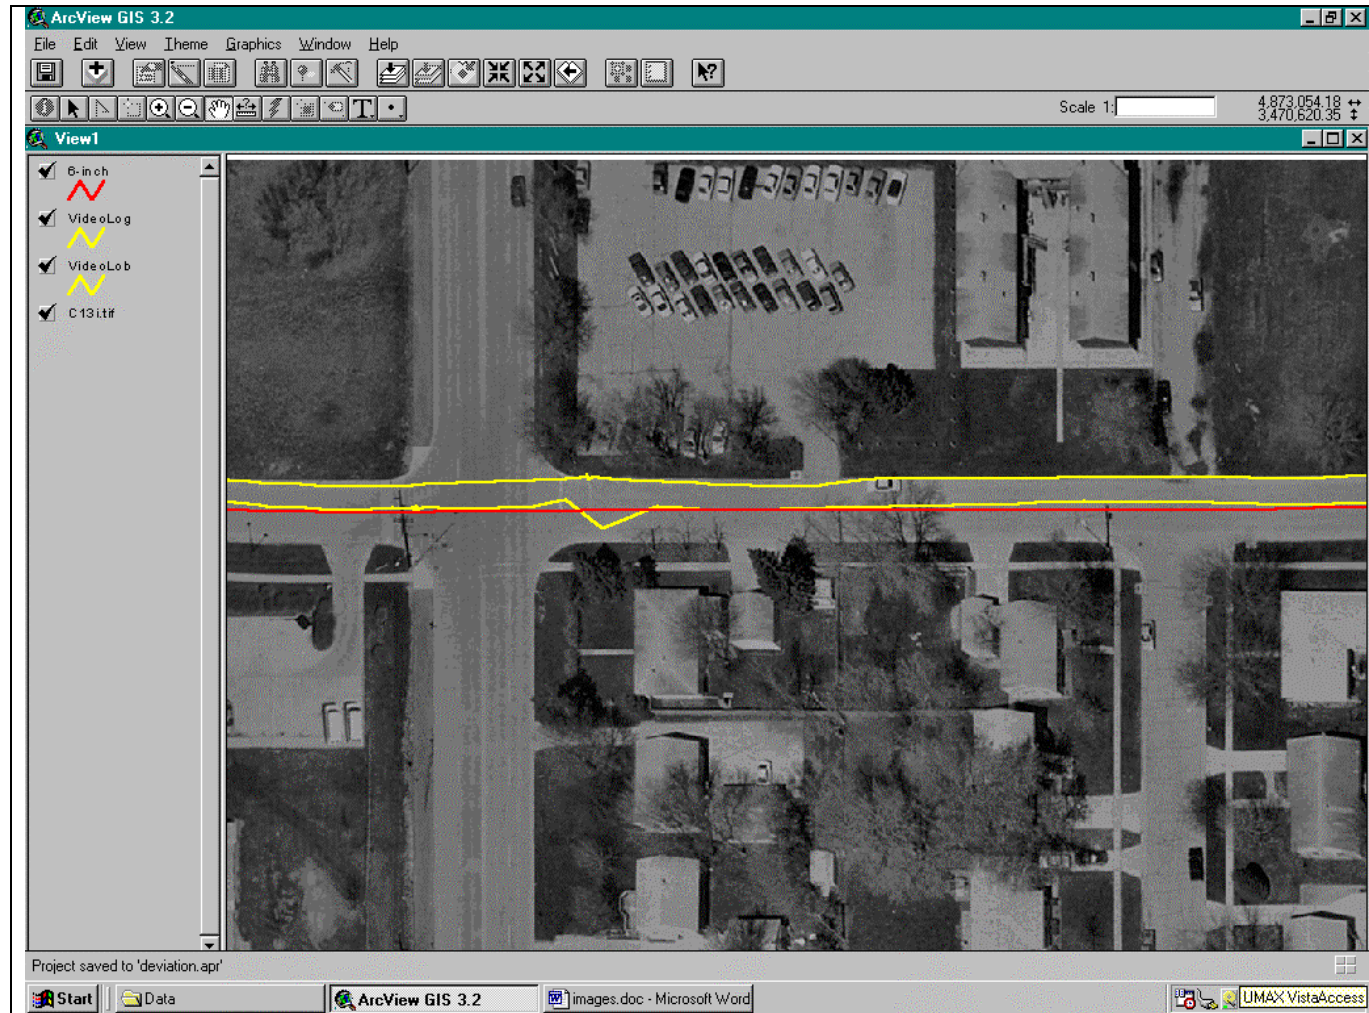 ArcView GIS 3.2
File Edit View Theme Graphics Window Help
Scale 1:
4,873,054.18
3,470,620.35
View1
6-inch
VideoLog
VideoLob
C13i.tif
Project saved to 'deviation.apr'
Start
Data
ArcView GIS 3.2
images.doc - Microsoft Word
UMAX VistaAccess